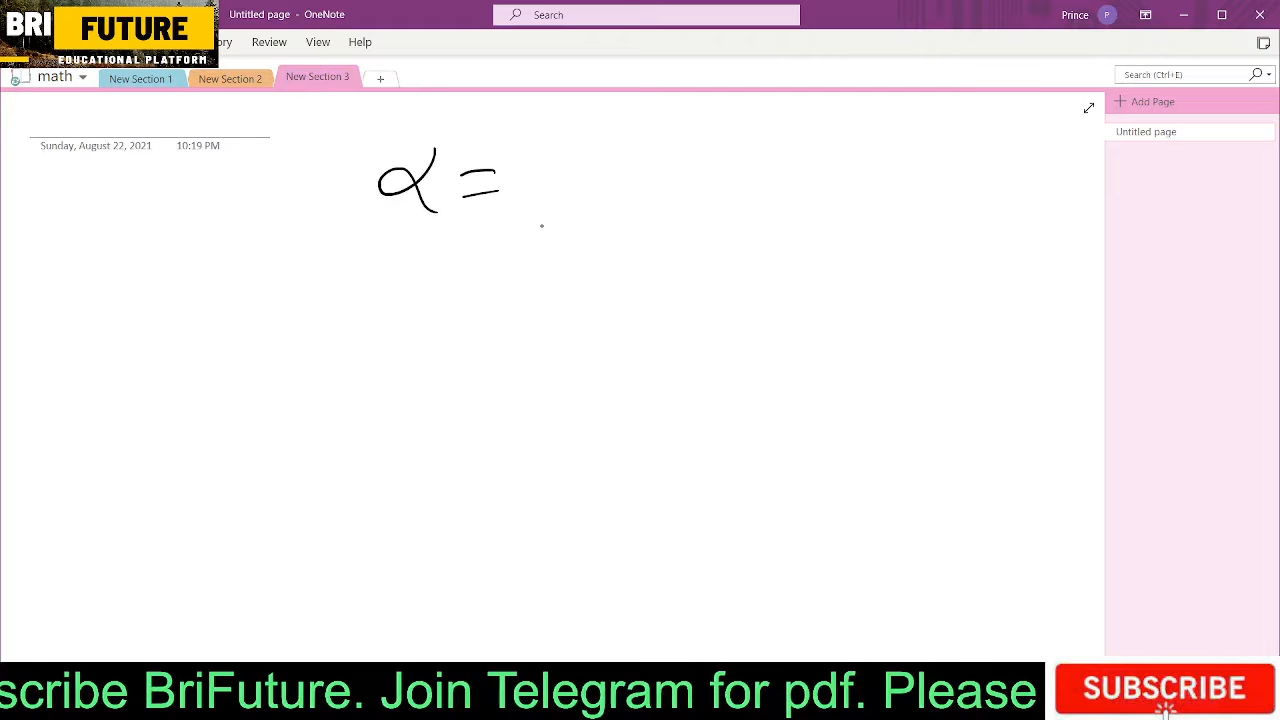 BRI FUTURE
EDUCATIONAL PLATFORM
Untitled page - OneNote
Search
Prince P
Review View Help
math
New Section 1
New Section 2
New Section 3
+
Search (Ctrl+E)
Add Page
Untitled page
Sunday, August 22, 2021 10:19 PM
α =
scribe BriFuture. Join Telegram for pdf. Please
SUBSCRIBE